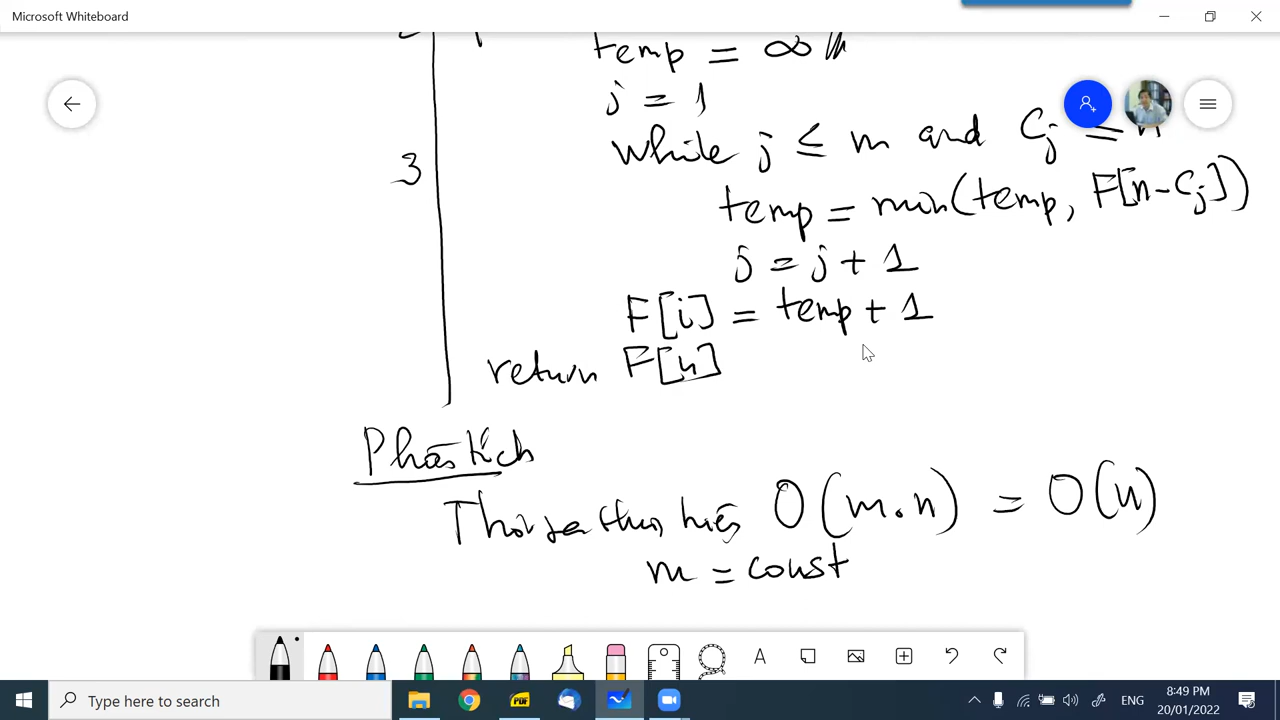 Microsoft Whiteboard
temp = ∞
j = 1
while j ≤ m and Cj ≤ n
3
temp = min(temp, F[n-Cj])
j = j + 1
F[i] = temp + 1
return F[n]
Phân tích
Thời gian thực hiện O(m.n) = O(n)
m = const
Type here to search
PDF
ENG
8:49 PM
20/01/2022